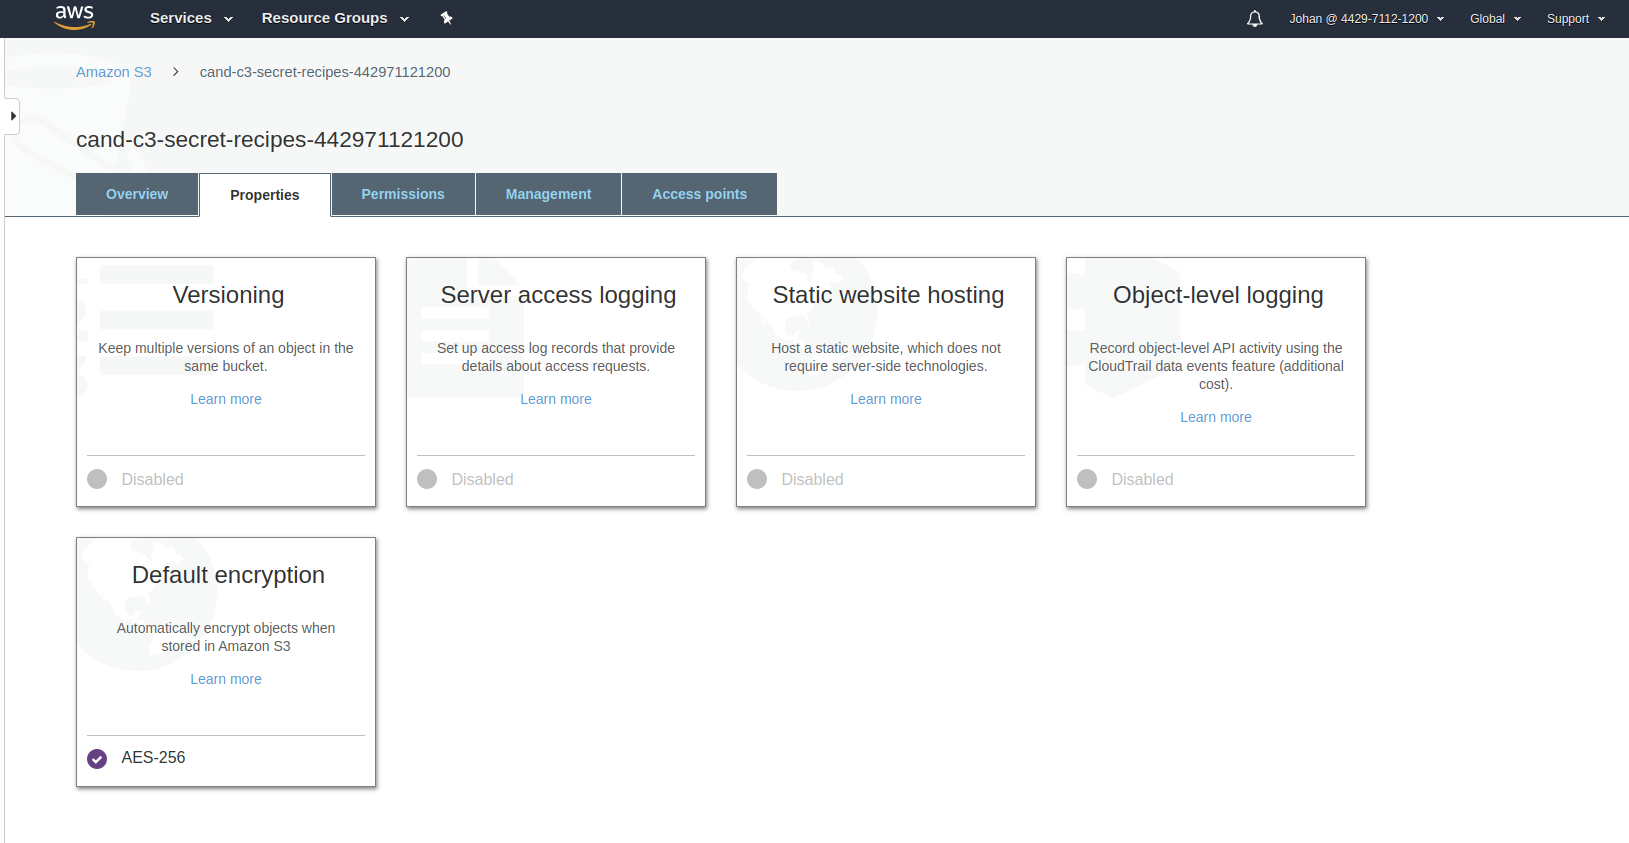 aws Services Resource Groups Johan @ 4429-7112-1200 Global Support
Amazon S3 cand-c3-secret-recipes-442971121200
cand-c3-secret-recipes-442971121200
Overview Properties Permissions Management Access points
Versioning
Keep multiple versions of an object in the
same bucket.
Learn more
Disabled
Server access logging
Set up access log records that provide
details about access requests.
Learn more
Disabled
Static website hosting
Host a static website, which does not
require server-side technologies.
Learn more
Disabled
Object-level logging
Record object-level API activity using the
CloudTrail data events feature (additional
cost).
Learn more
Disabled
Default encryption
Automatically encrypt objects when
stored in Amazon S3
Learn more
AES-256